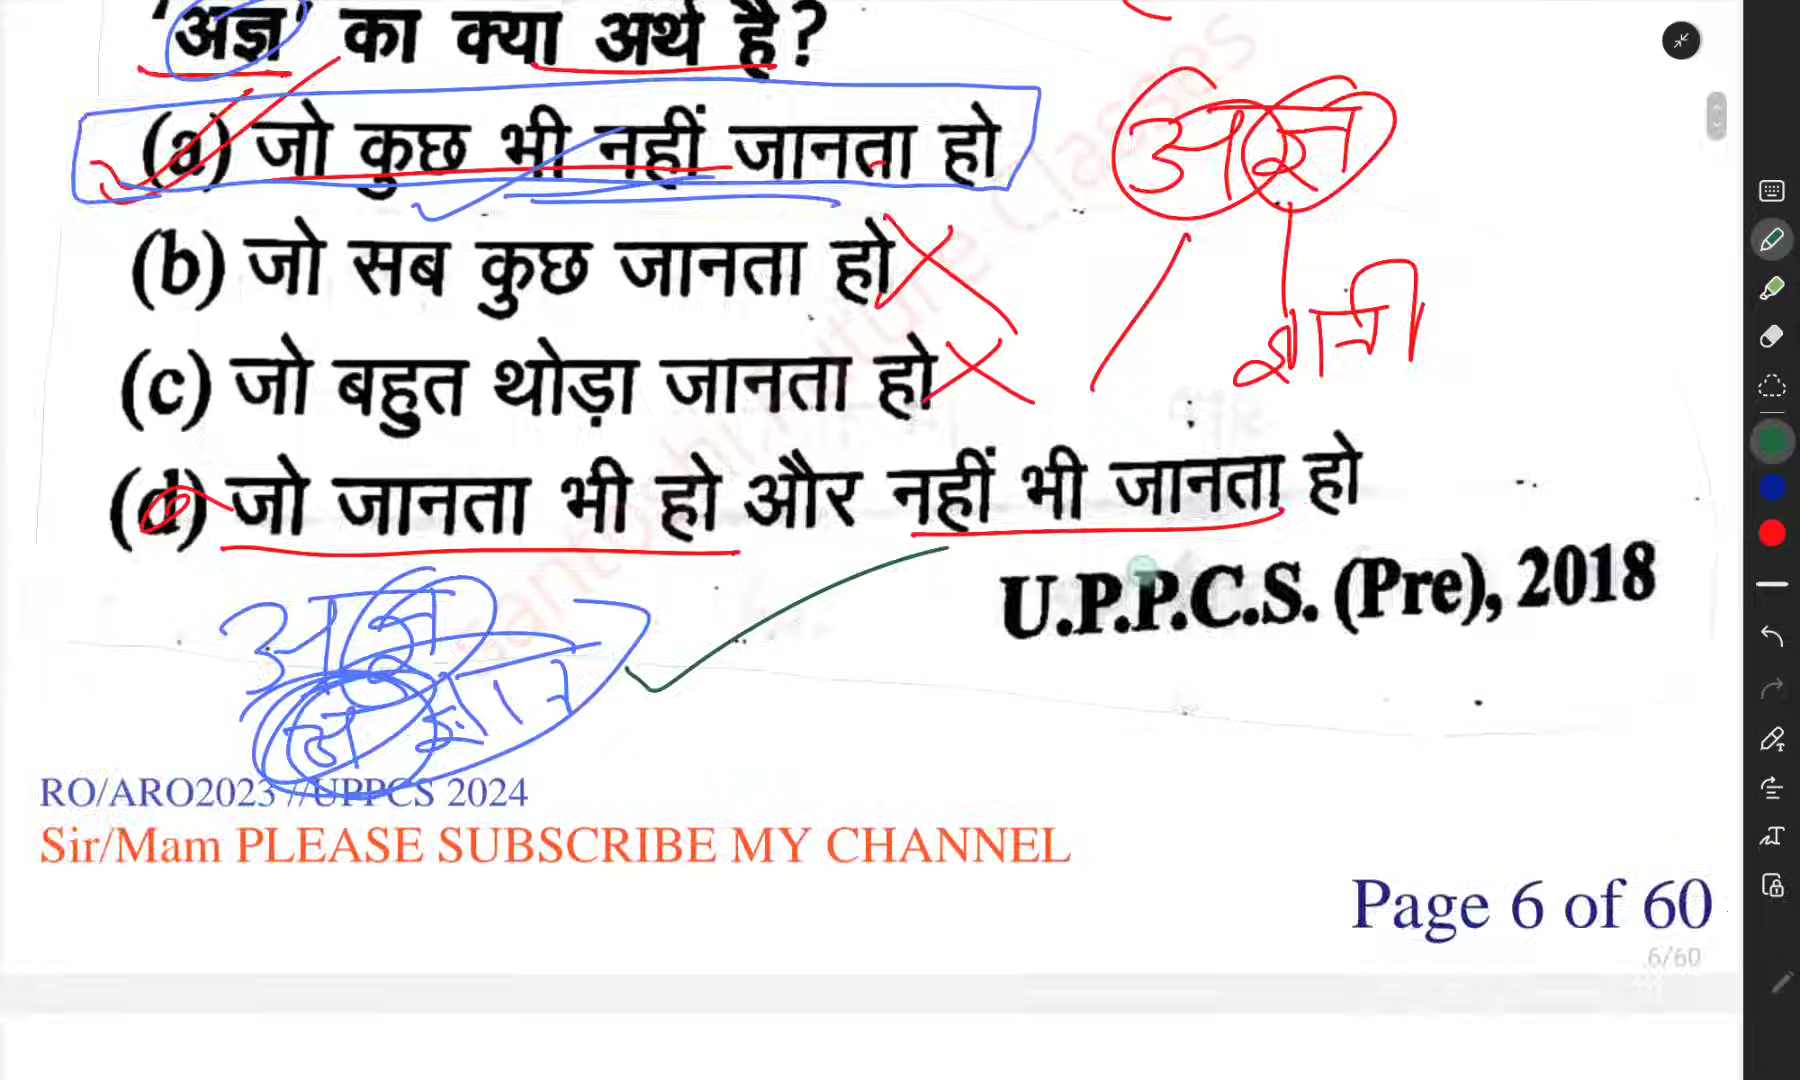 'अज्ञ' का क्या अर्थ है?
(a) जो कुछ भी नहीं जानता हो
(b) जो सब कुछ जानता हो
(c) जो बहुत थोड़ा जानता हो
(d) जो जानता भी हो और नहीं भी जानता हो
U.P.P.C.S. (Pre), 2018
RO/ARO2023 //UPPCS 2024
Sir/Mam PLEASE SUBSCRIBE MY CHANNEL
Page 6 of 60
6/60